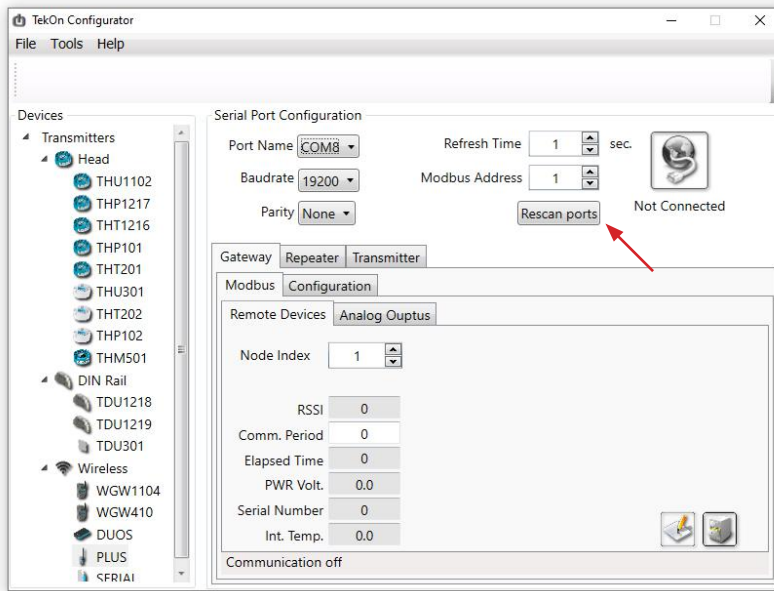 TekOn Configurator
File Tools Help
Devices
Transmitters
Head
THU1102
THP1217
THT1216
THP101
THT201
THU301
THT202
THP102
THM501
DIN Rail
TDU1218
TDU1219
TDU301
Wireless
WGW1104
WGW410
DUOS
PLUS
SERIAL
Serial Port Configuration
Port Name COM8
Refresh Time 1 sec.
Baudrate 19200
Modbus Address 1
Parity None
Rescan ports
Not Connected
Gateway Repeater Transmitter
Modbus Configuration
Remote Devices Analog Ouptus
Node Index 1
RSSI 0
Comm. Period 0
Elapsed Time 0
PWR Volt. 0.0
Serial Number 0
Int. Temp. 0.0
Communication off